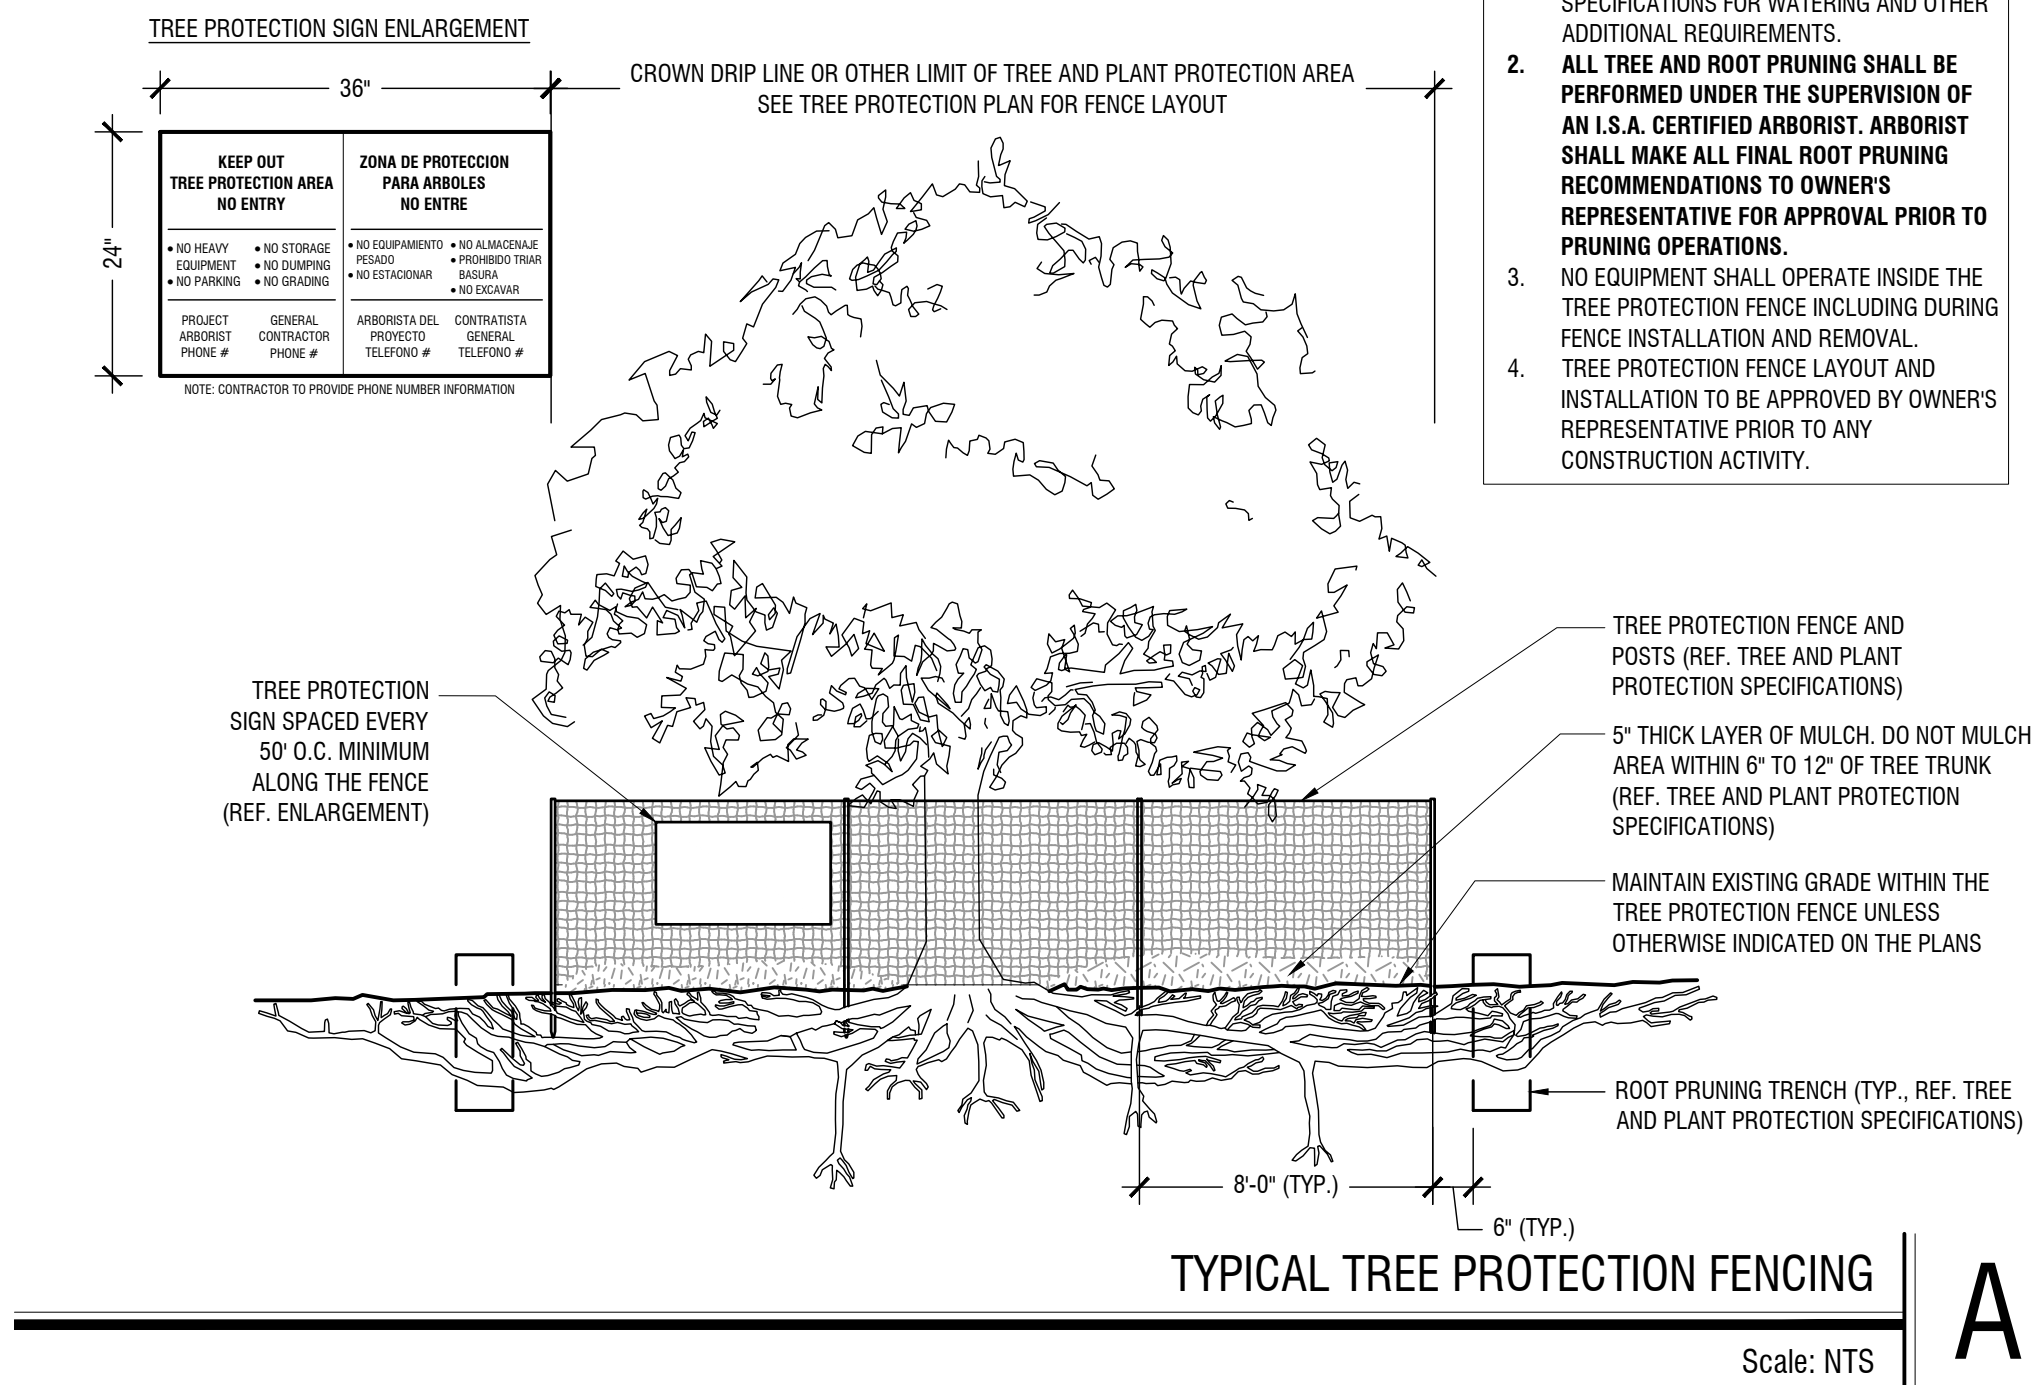 TREE PROTECTION SIGN ENLARGEMENT
36"
24"
KEEP OUT
TREE PROTECTION AREA
NO ENTRY
• NO HEAVY
EQUIPMENT
• NO PARKING
• NO STORAGE
• NO DUMPING
• NO GRADING
PROJECT
ARBORIST
PHONE #
GENERAL
CONTRACTOR
PHONE #
ZONA DE PROTECCION
PARA ARBOLES
NO ENTRE
• NO EQUIPAMIENTO
PESADO
• NO ESTACIONAR
• NO ALMACENAJE
• PROHIBIDO TRIAR
BASURA
• NO EXCAVAR
ARBORISTA DEL
PROYECTO
TELEFONO #
CONTRATISTA
GENERAL
TELEFONO #
NOTE: CONTRACTOR TO PROVIDE PHONE NUMBER INFORMATION
CROWN DRIP LINE OR OTHER LIMIT OF TREE AND PLANT PROTECTION AREA
SEE TREE PROTECTION PLAN FOR FENCE LAYOUT
SPECIFICATIONS FOR WATERING AND OTHER
ADDITIONAL REQUIREMENTS.
2. ALL TREE AND ROOT PRUNING SHALL BE
PERFORMED UNDER THE SUPERVISION OF
AN I.S.A. CERTIFIED ARBORIST. ARBORIST
SHALL MAKE ALL FINAL ROOT PRUNING
RECOMMENDATIONS TO OWNER'S
REPRESENTATIVE FOR APPROVAL PRIOR TO
PRUNING OPERATIONS.
3. NO EQUIPMENT SHALL OPERATE INSIDE THE
TREE PROTECTION FENCE INCLUDING DURING
FENCE INSTALLATION AND REMOVAL.
4. TREE PROTECTION FENCE LAYOUT AND
INSTALLATION TO BE APPROVED BY OWNER'S
REPRESENTATIVE PRIOR TO ANY
CONSTRUCTION ACTIVITY.
TREE PROTECTION
SIGN SPACED EVERY
50' O.C. MINIMUM
ALONG THE FENCE
(REF. ENLARGEMENT)
TREE PROTECTION FENCE AND
POSTS (REF. TREE AND PLANT
PROTECTION SPECIFICATIONS)
5" THICK LAYER OF MULCH. DO NOT MULCH
AREA WITHIN 6" TO 12" OF TREE TRUNK
(REF. TREE AND PLANT PROTECTION
SPECIFICATIONS)
MAINTAIN EXISTING GRADE WITHIN THE
TREE PROTECTION FENCE UNLESS
OTHERWISE INDICATED ON THE PLANS
ROOT PRUNING TRENCH (TYP., REF. TREE
AND PLANT PROTECTION SPECIFICATIONS)
8'-0" (TYP.)
6" (TYP.)
TYPICAL TREE PROTECTION FENCING
A
Scale: NTS